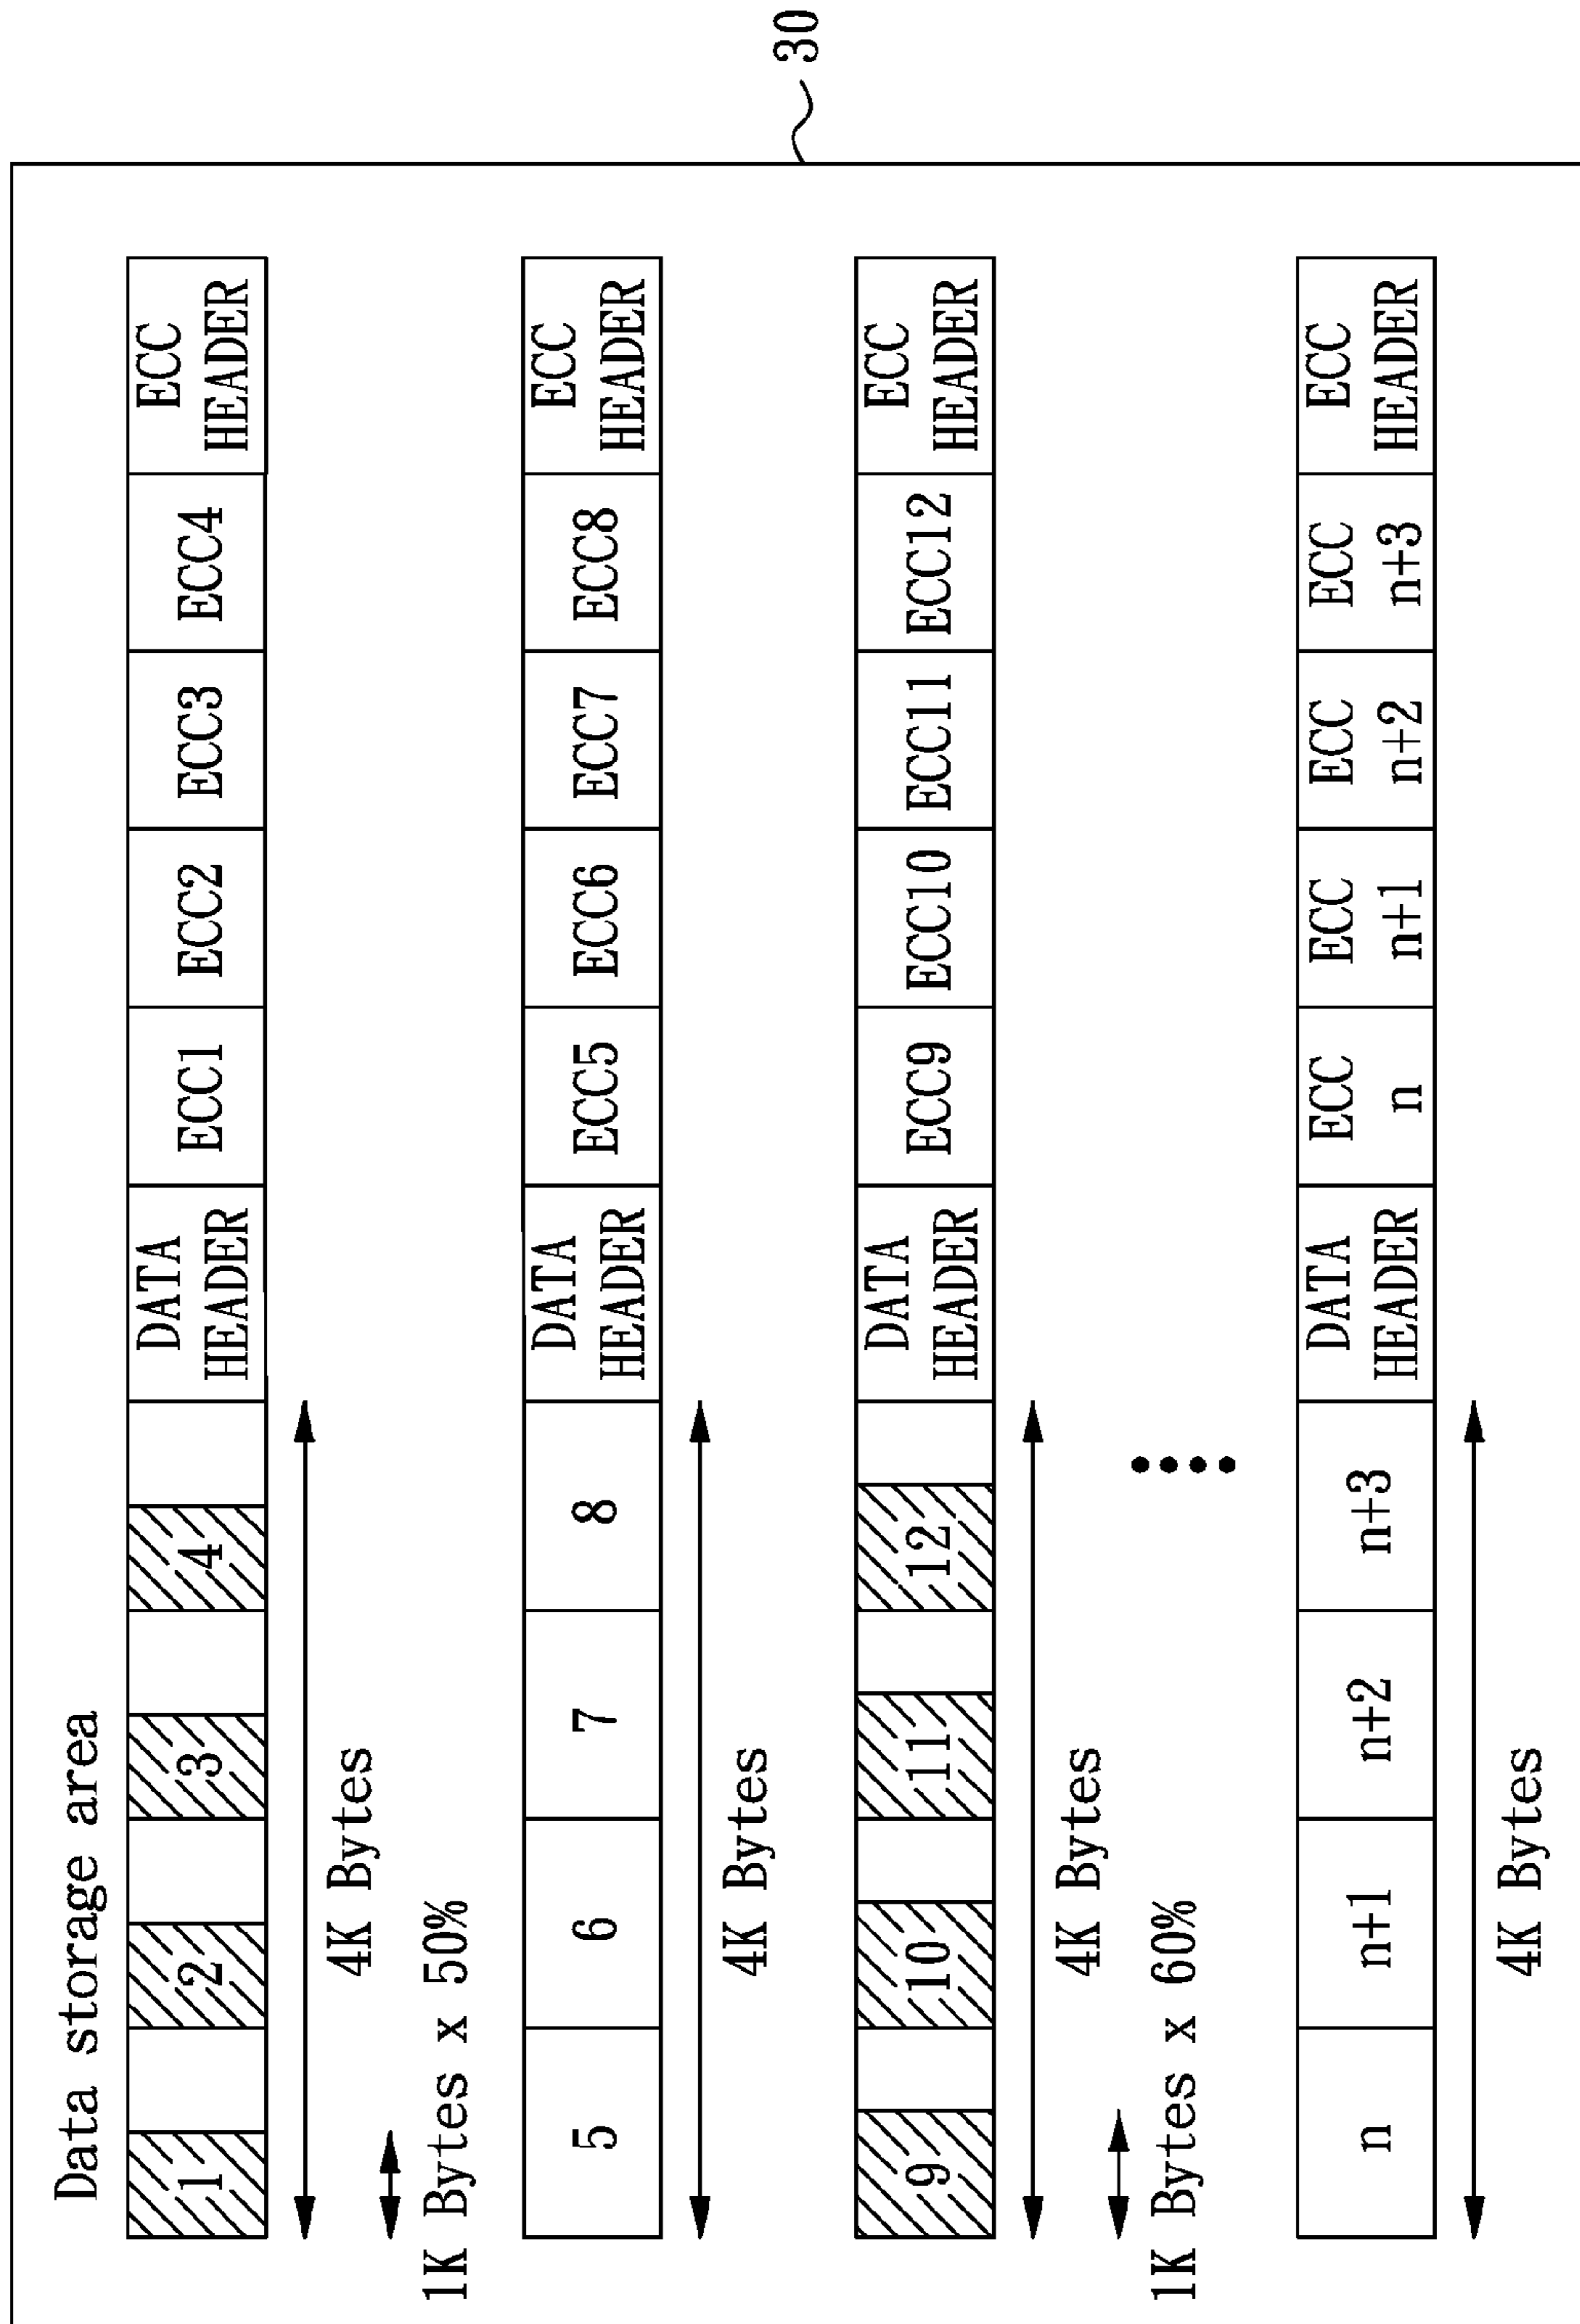 Data storage area
30
1
2
3
4
DATA
HEADER
ECC1
ECC2
ECC3
ECC4
ECC
HEADER
4K Bytes
1K Bytes x 50%
5
6
7
8
DATA
HEADER
ECC5
ECC6
ECC7
ECC8
ECC
HEADER
4K Bytes
9
10
11
12
DATA
HEADER
ECC9
ECC10
ECC11
ECC12
ECC
HEADER
4K Bytes
1K Bytes x 60%
n
n+1
n+2
n+3
DATA
HEADER
ECC
n
ECC
n+1
ECC
n+2
ECC
n+3
ECC
HEADER
4K Bytes